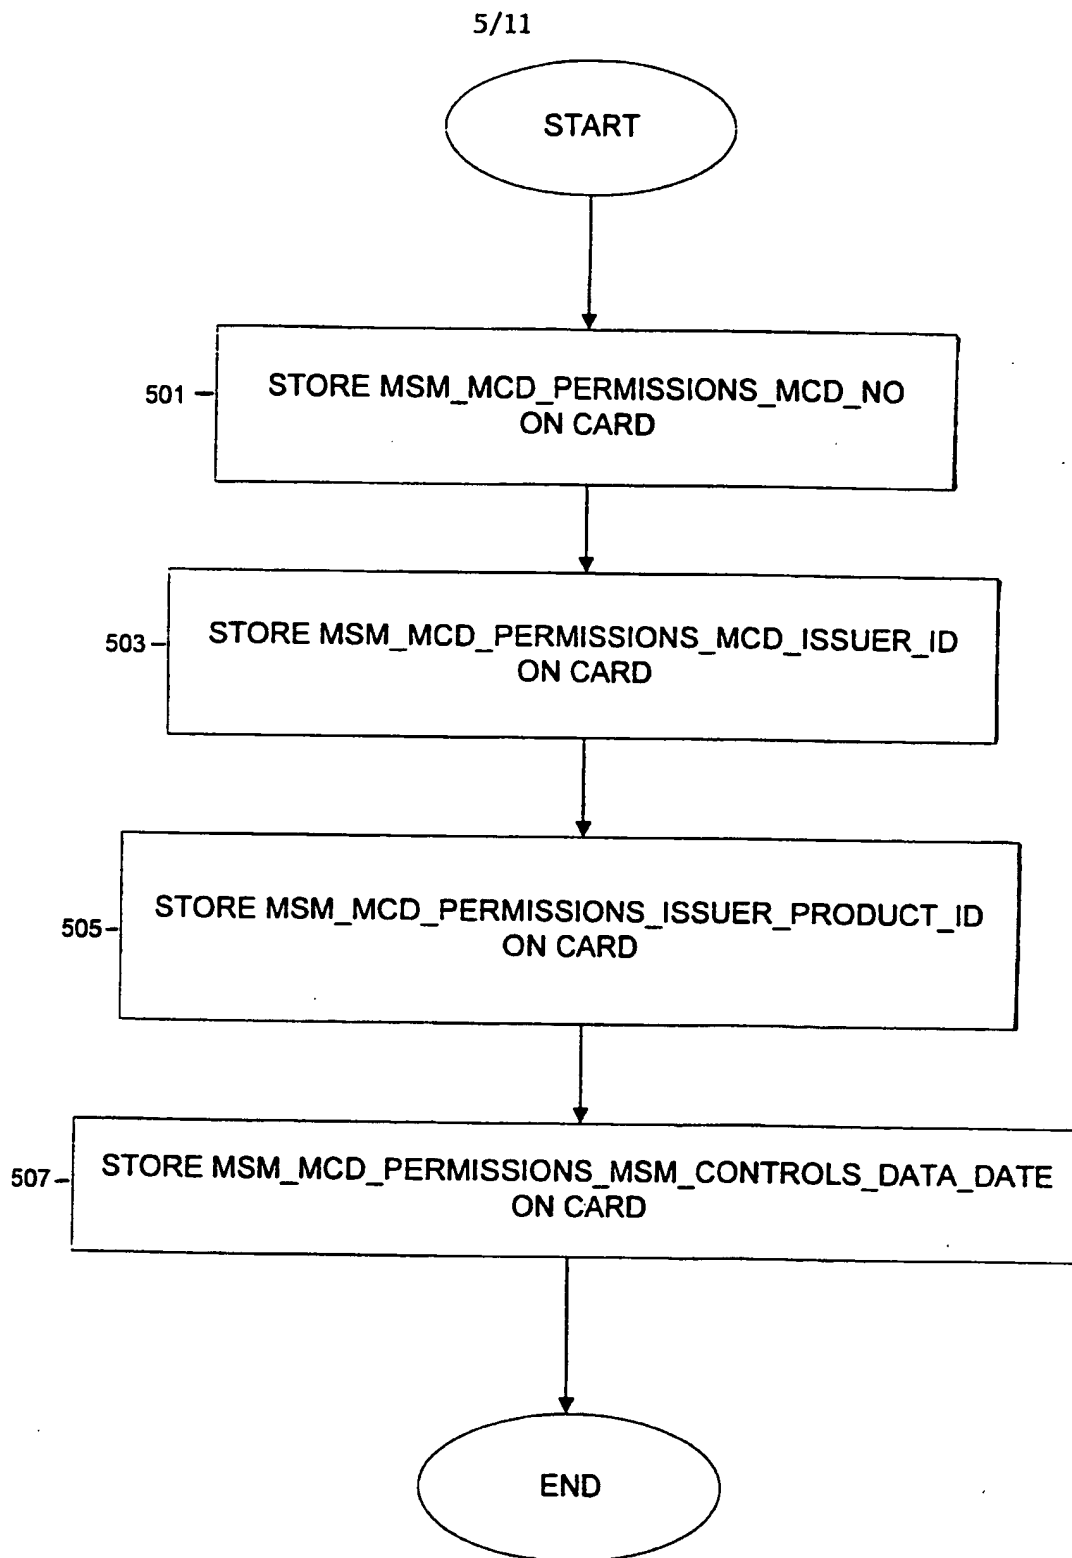 5/11
START
501
STORE MSM_MCD_PERMISSIONS_MCD_NO
ON CARD
503
STORE MSM_MCD_PERMISSIONS_MCD_ISSUER_ID
ON CARD
505
STORE MSM_MCD_PERMISSIONS_ISSUER_PRODUCT_ID
ON CARD
507
STORE MSM_MCD_PERMISSIONS_MSM_CONTROLS_DATA_DATE
ON CARD
END